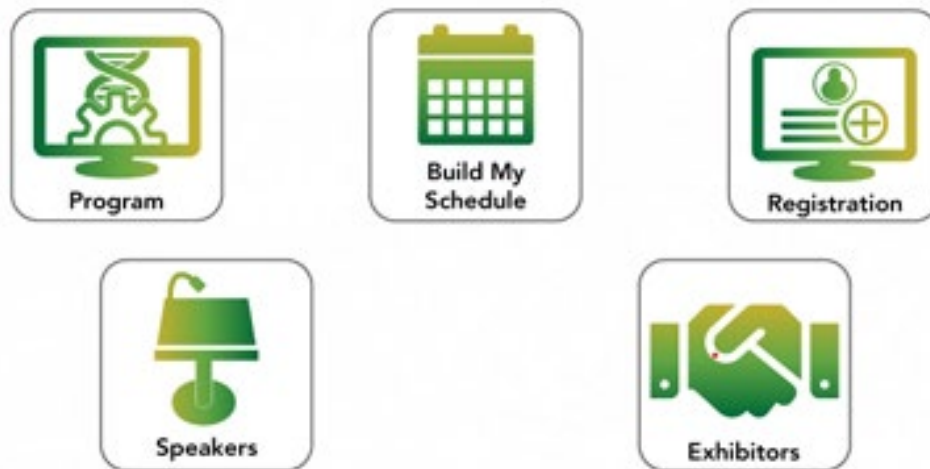 Program
Build My
Schedule
Registration
Speakers
Exhibitors